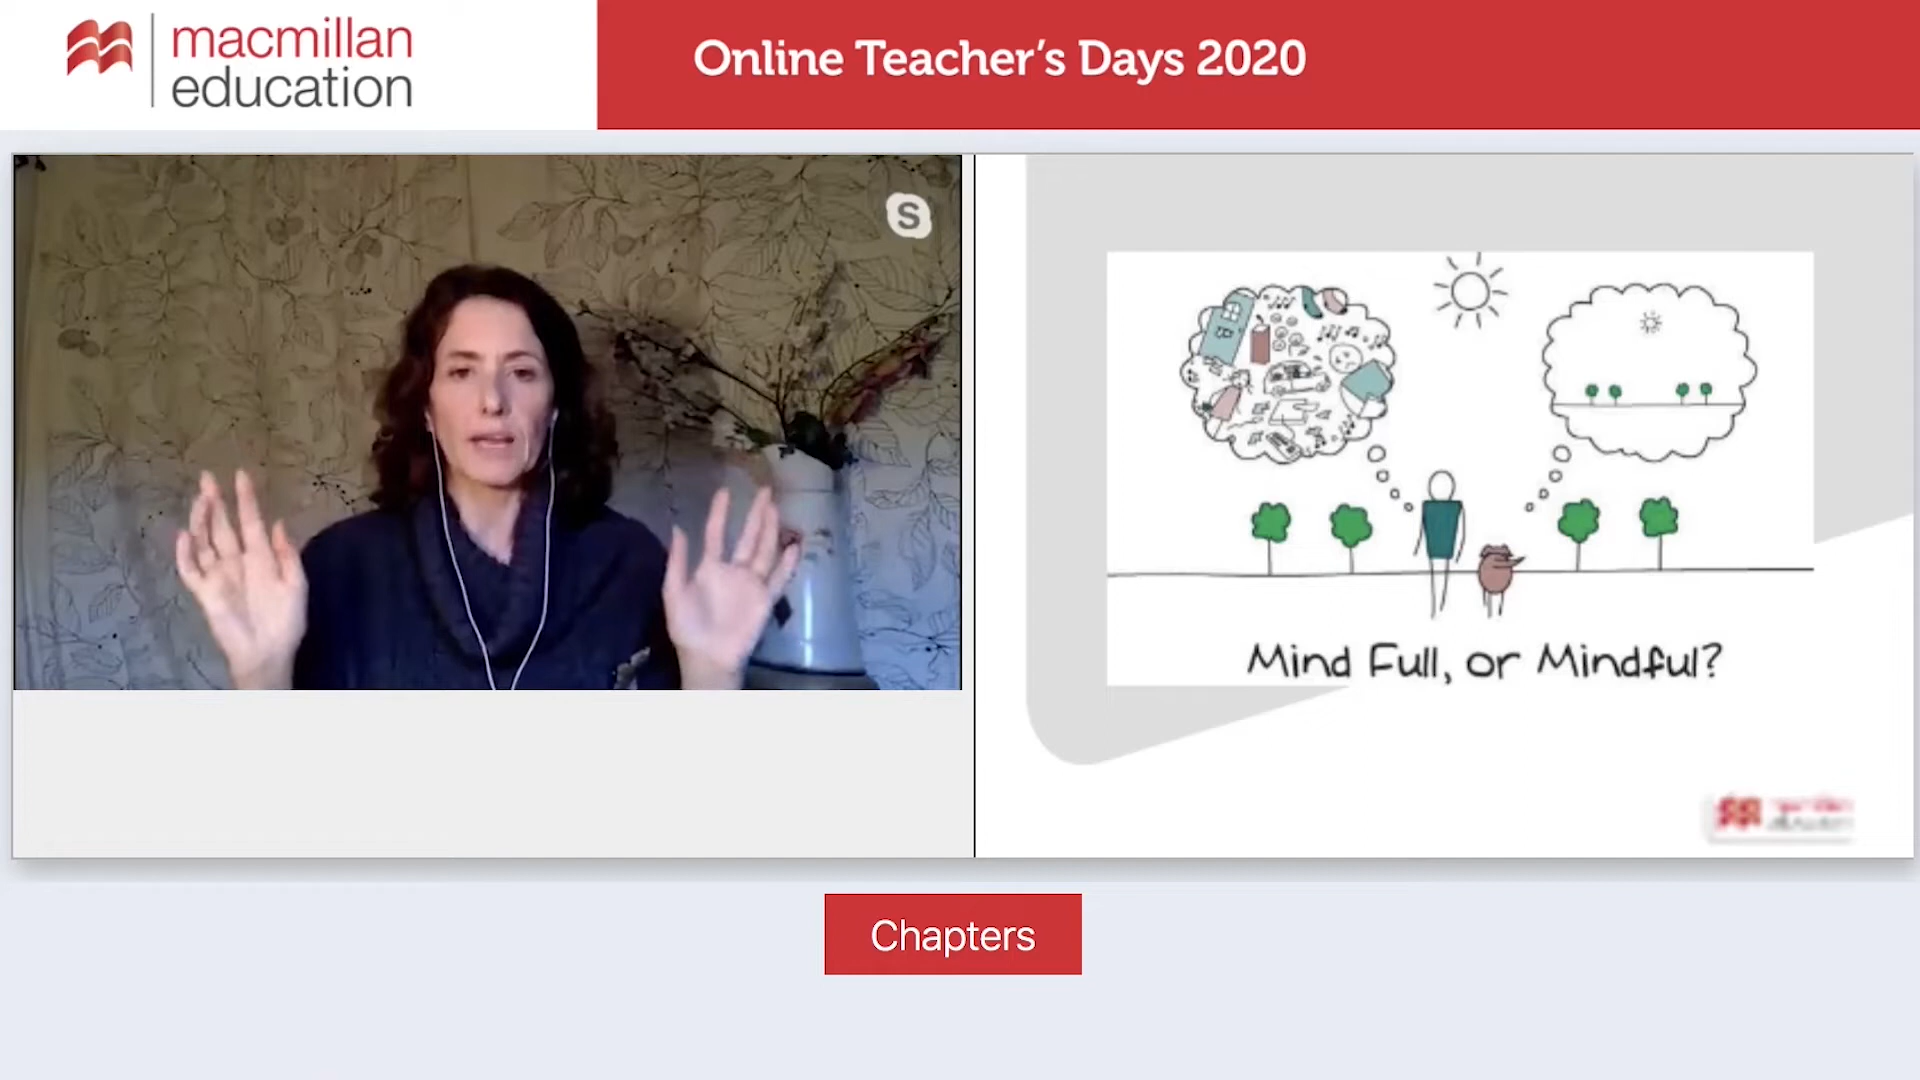 macmillan
education
Online Teacher's Days 2020
S
Mind Full, or Mindful?
Chapters